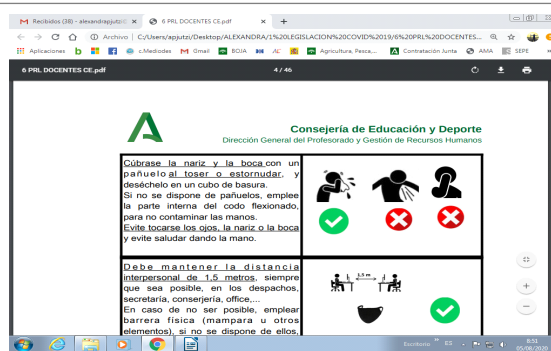 Recibidos (38) - alexandrapjutzi@
6 PRL DOCENTES CE.pdf
Archivo | C:/Users/apjutzi/Desktop/ALEXANDRA/1%20LEGISLACION%20COVID%2019/6%20PRL%20DOCENTES...
Aplicaciones
c.Mediodes
Gmail
BOJA
Agricultura, Pesca,...
Contratación Junta
AMA
SEPE
6 PRL DOCENTES CE.pdf
4 / 46
Consejería de Educación y Deporte
Dirección General del Profesorado y Gestión de Recursos Humanos
Cúbrase la nariz y la boca con un
pañuelo al toser o estornudar, y
deséchelo en un cubo de basura.
Si no se dispone de pañuelos, emplee
la parte interna del codo flexionado,
para no contaminar las manos.
Evite tocarse los ojos, la nariz o la boca
y evite saludar dando la mano.
Debe mantener la distancia
interpersonal de 1,5 metros, siempre
que sea posible, en los despachos,
secretaría, conserjería, office,...
En caso de no ser posible, emplear
barrera física (mampara u otros
elementos), si no se dispone de ellos,
1,5 m
Escritorio
ES
8:51
05/08/2020